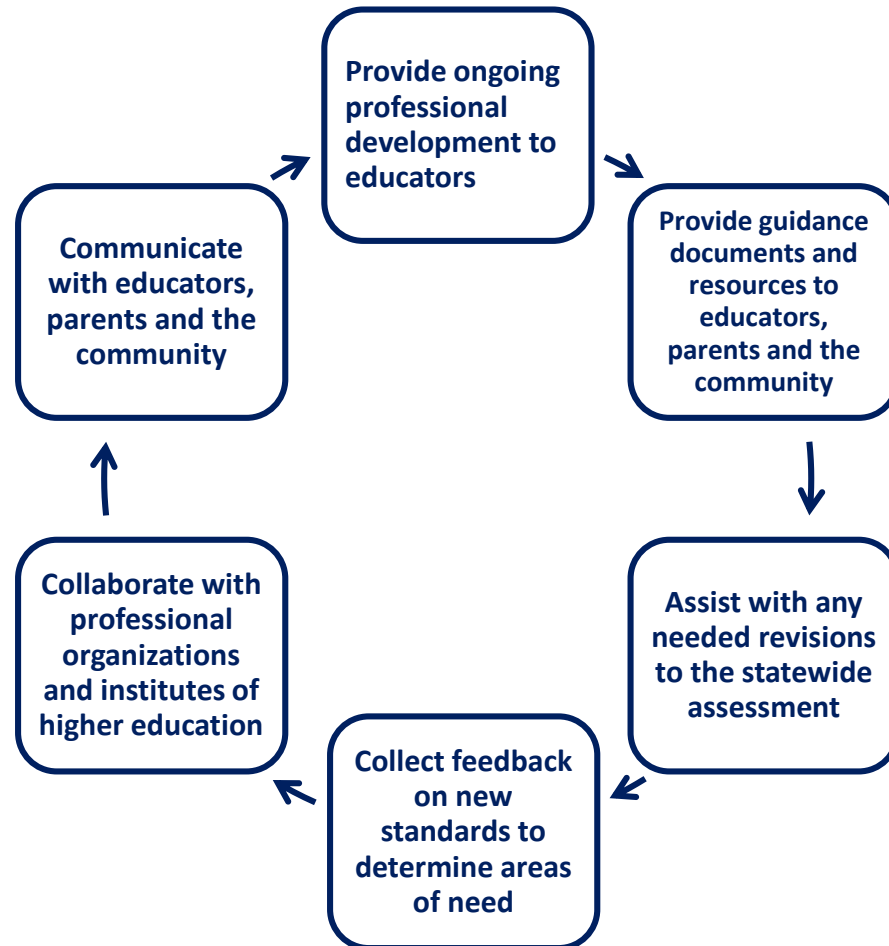 Provide ongoing
professional
development to
educators
Provide guidance
documents and
resources to
educators,
parents and the
community
Assist with any
needed revisions
to the statewide
assessment
Collect feedback
on new
standards to
determine areas
of need
Collaborate with
professional
organizations
and institutes of
higher education
Communicate
with educators,
parents and the
community